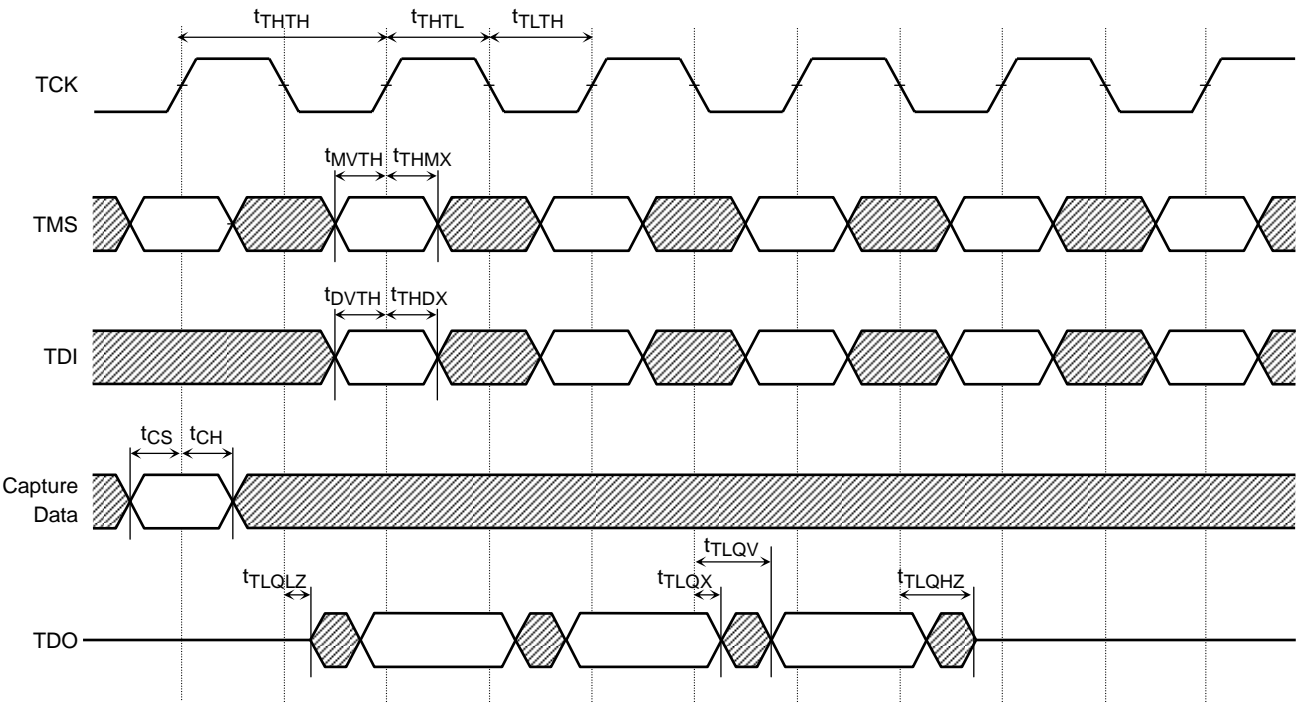 tTHTH tTHTL tTLTH
TCK
tMVTH tTHMX
TMS
tDVTH tTHDX
TDI
tCS tCH
Capture
Data
tTLQV
tTLQLZ tTLQX tTLQHZ
TDO